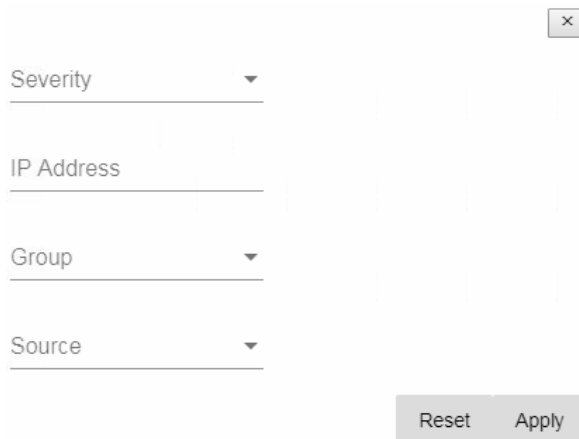 ×
Severity
IP Address
Group
Source
Reset Apply